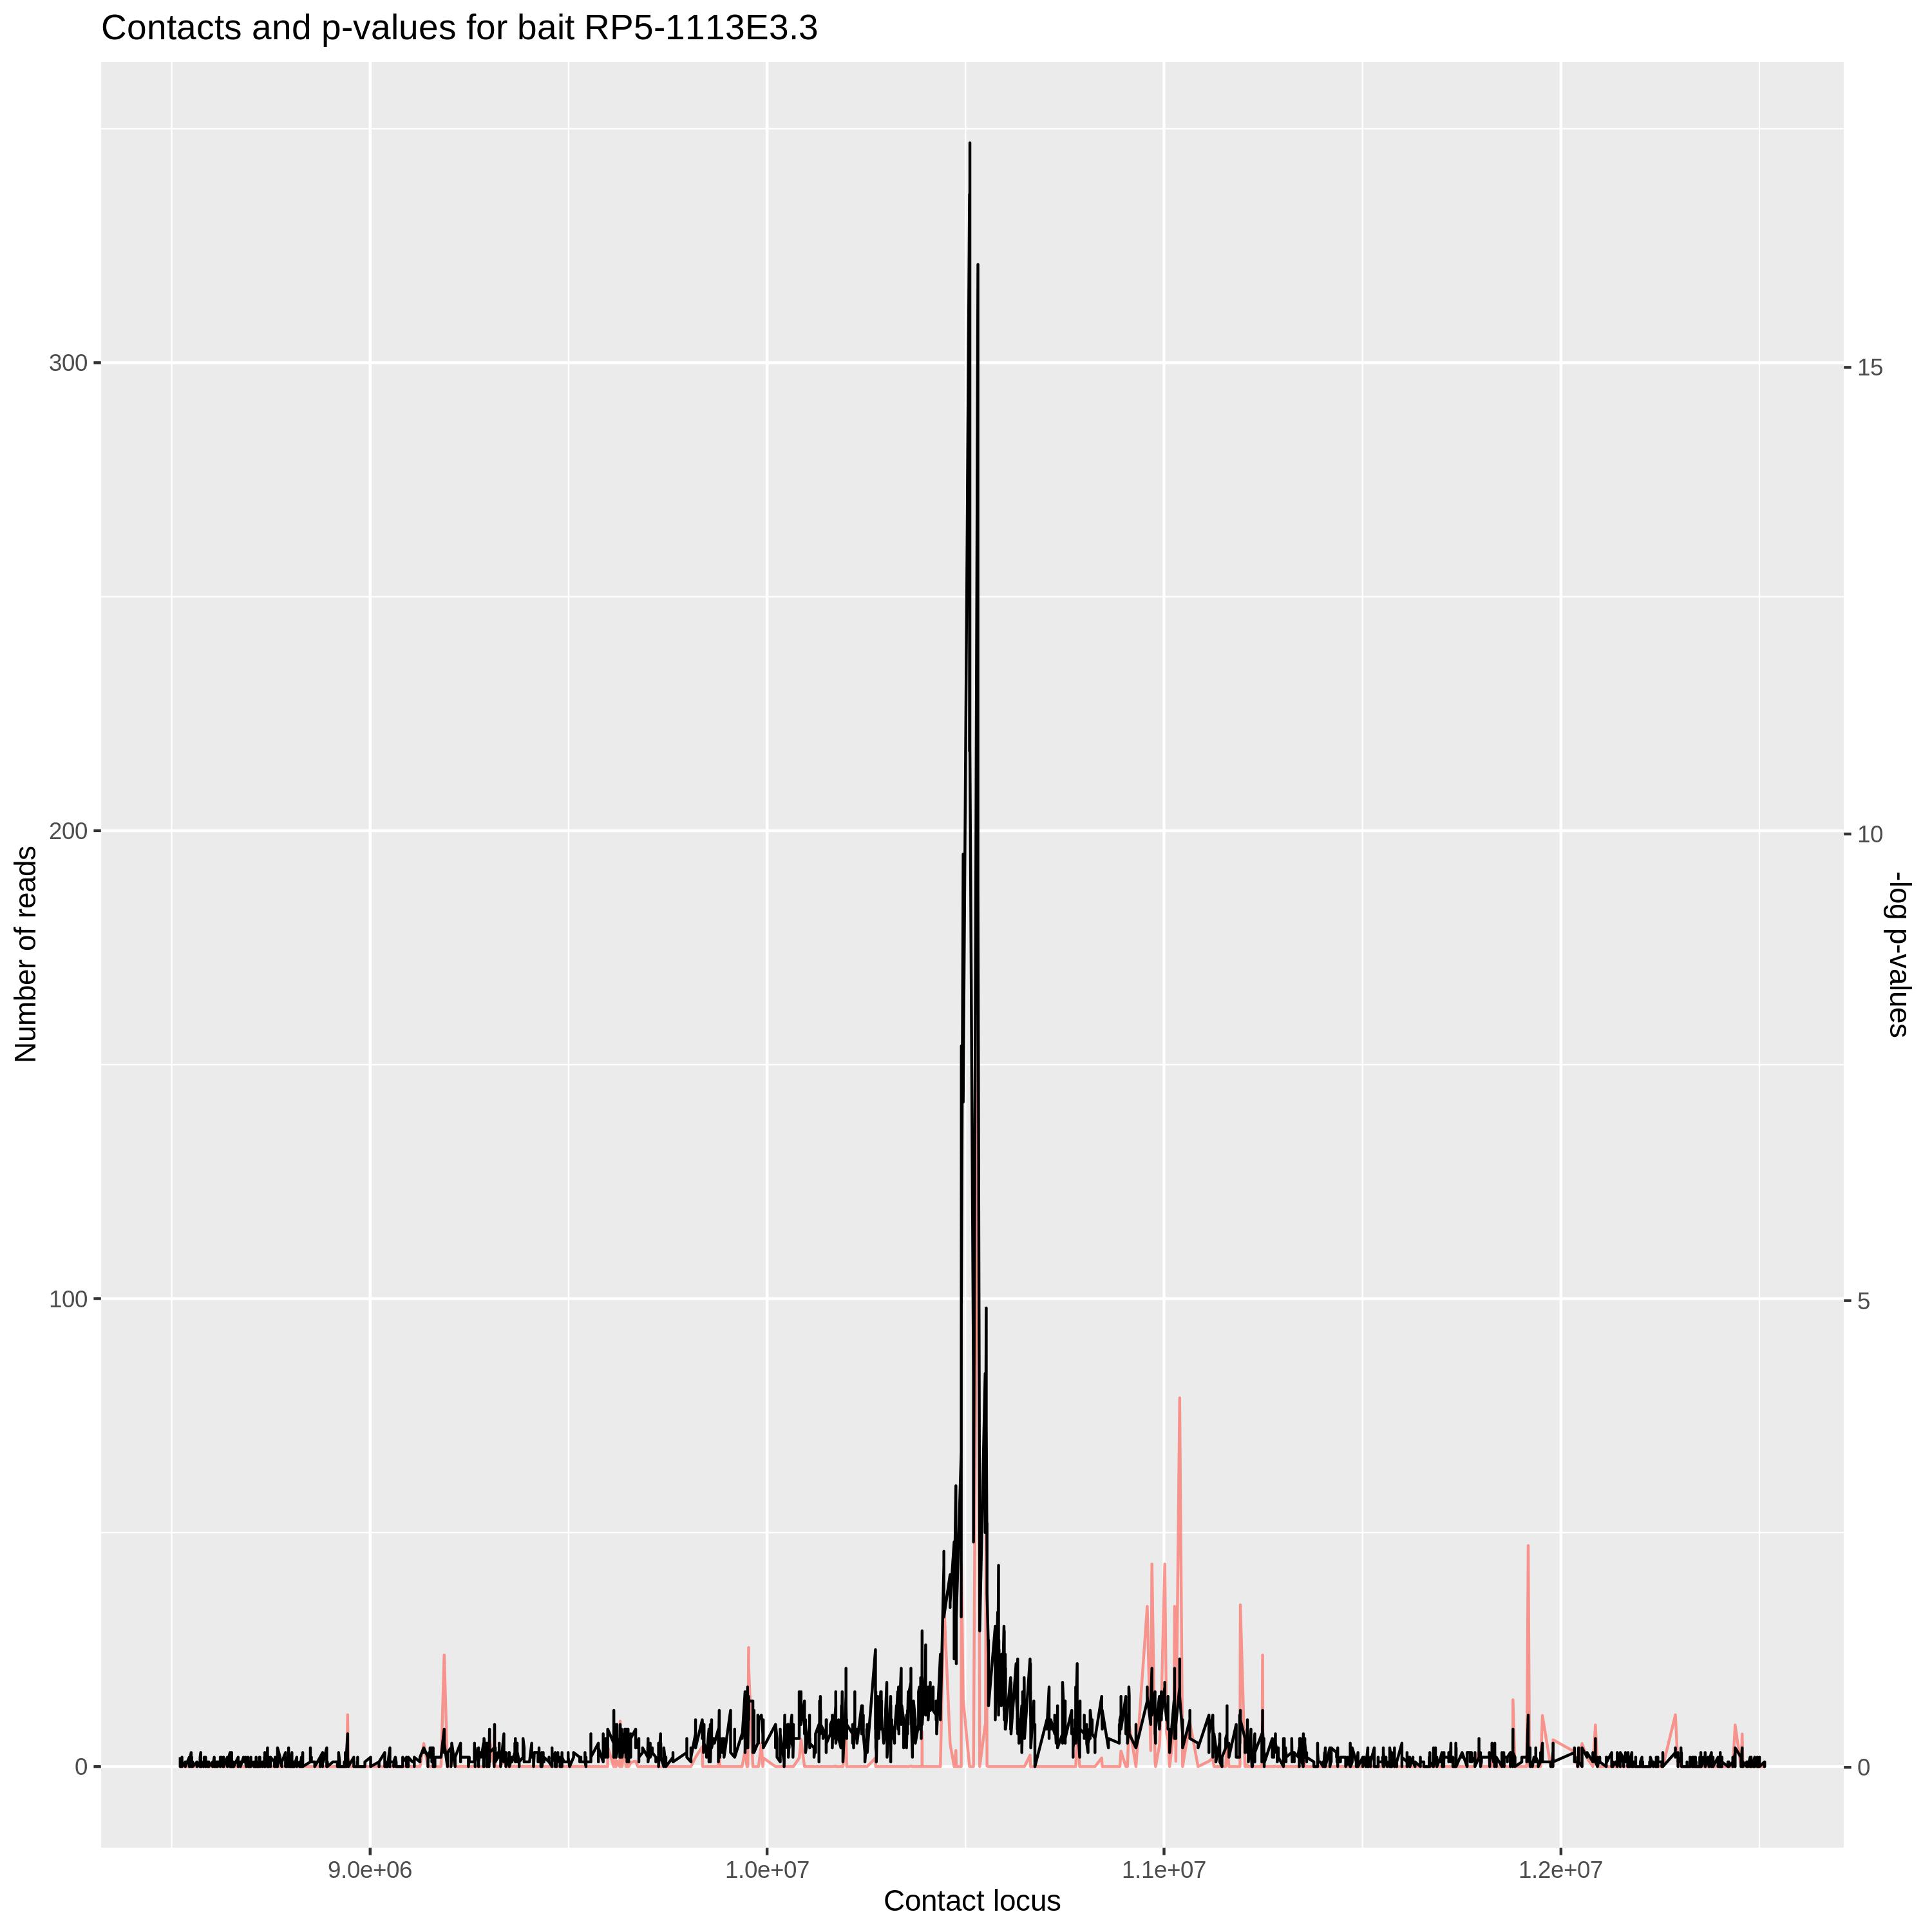 Contacts and p-values for bait RP5-1113E3.3
300
200
100
0
Number of reads
15
10
5
0
-log p-values
9.0e+06 1.0e+07 1.1e+07 1.2e+07
Contact locus